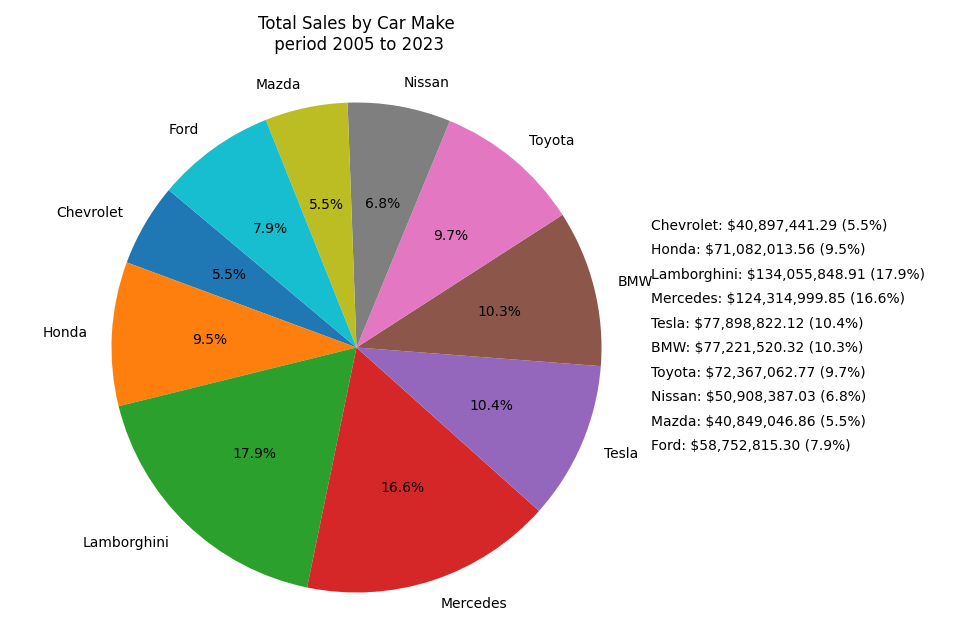 Total Sales by Car Make
period 2005 to 2023
Mazda
Nissan
Ford
Toyota
Chevrolet
BMW
Honda
Tesla
Lamborghini
Mercedes
5.5%
6.8%
7.9%
9.7%
5.5%
10.3%
9.5%
10.4%
17.9%
16.6%
Chevrolet: $40,897,441.29 (5.5%)
Honda: $71,082,013.56 (9.5%)
Lamborghini: $134,055,848.91 (17.9%)
Mercedes: $124,314,999.85 (16.6%)
Tesla: $77,898,822.12 (10.4%)
BMW: $77,221,520.32 (10.3%)
Toyota: $72,367,062.77 (9.7%)
Nissan: $50,908,387.03 (6.8%)
Mazda: $40,849,046.86 (5.5%)
Ford: $58,752,815.30 (7.9%)